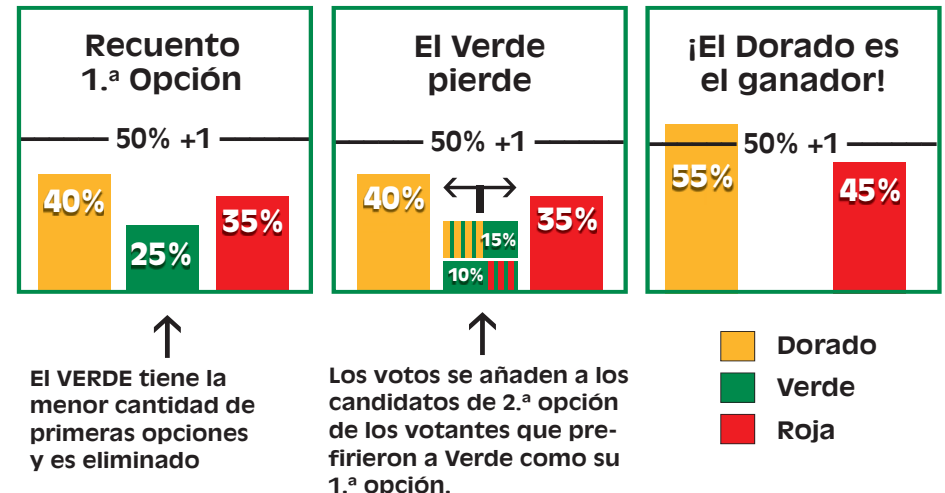 Recuento
1.ª Opción
50% +1
40%
25%
35%
El VERDE tiene la
menor cantidad de
primeras opciones
y es eliminado
El Verde
pierde
50% +1
40%
15%
10%
35%
Los votos se añaden a los
candidatos de 2.ª opción
de los votantes que pre-
firieron a Verde como su
1.ª opción.
¡El Dorado es
el ganador!
50% +1
55%
45%
Dorado
Verde
Roja